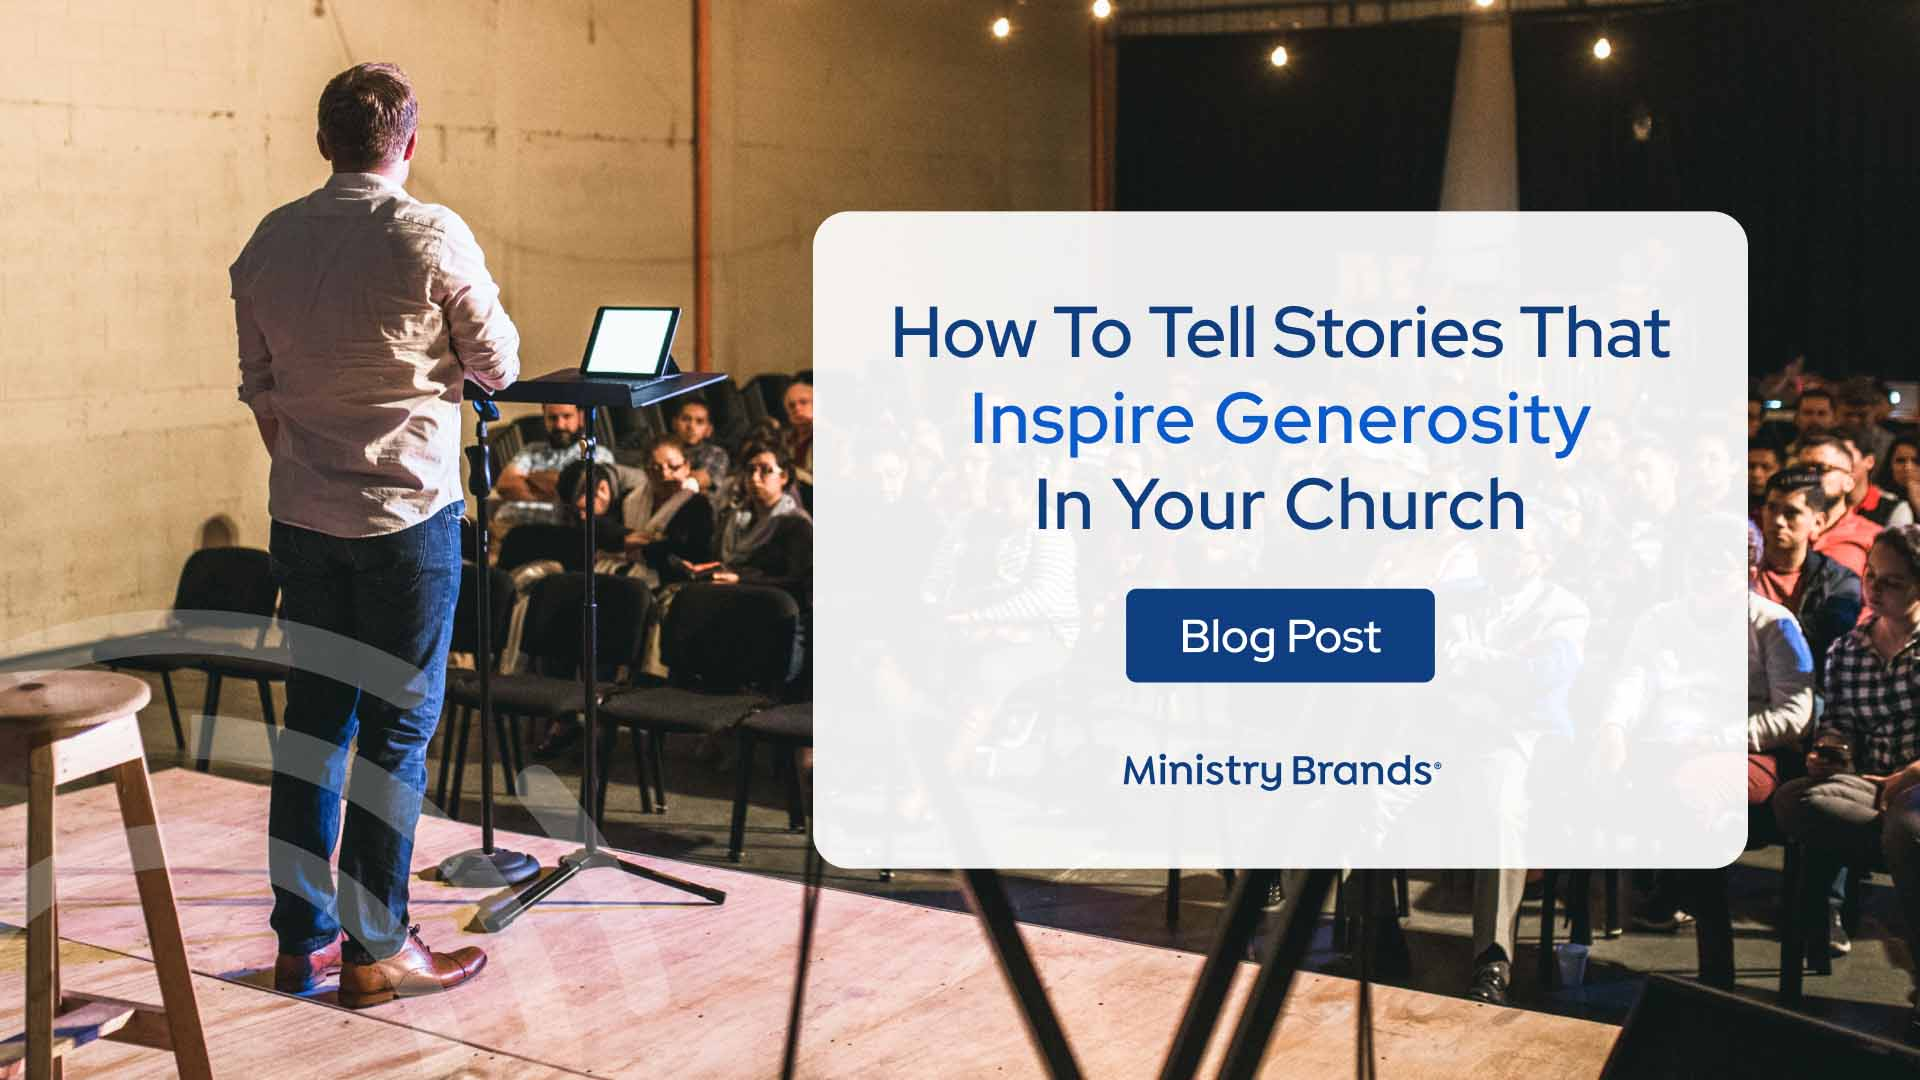 How To Tell Stories That
Inspire Generosity
In Your Church
Blog Post
Ministry Brands®